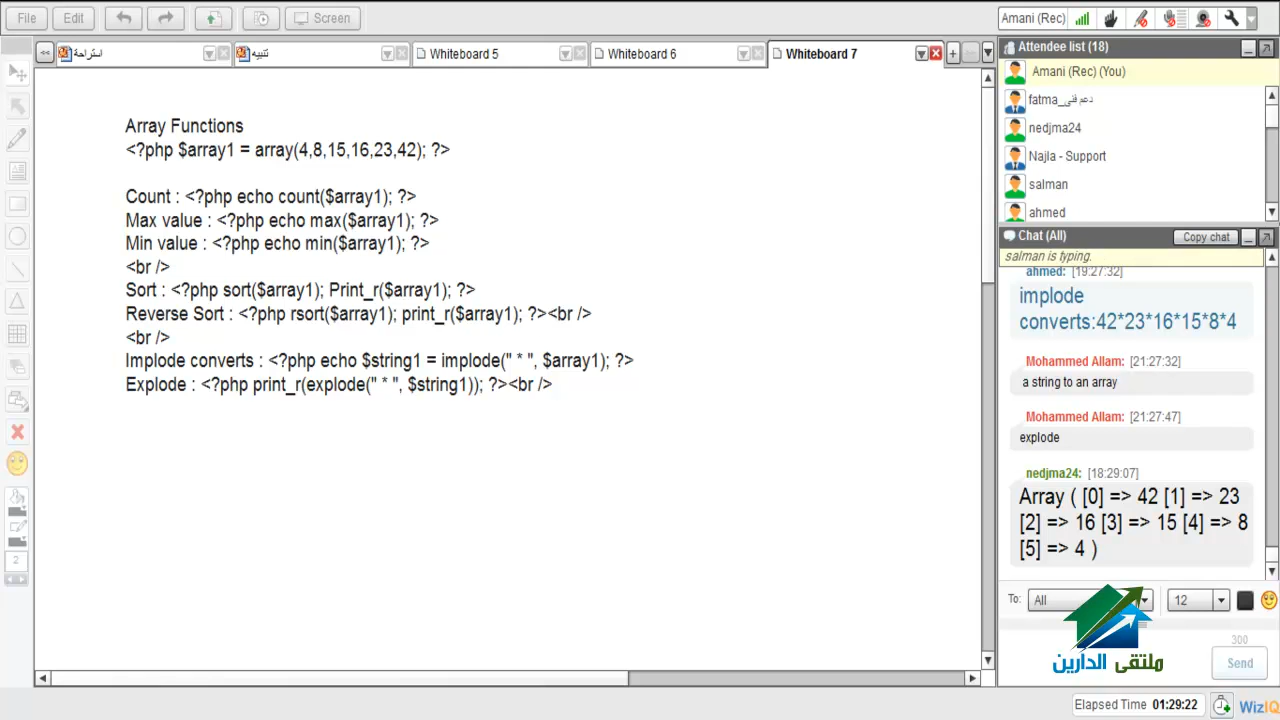 File Edit Screen Amani (Rec)
<< استراحة تنبيه Whiteboard 5 Whiteboard 6 Whiteboard 7
Array Functions
<?php $array1 = array(4,8,15,16,23,42); ?>
Count : <?php echo count($array1); ?>
Max value : <?php echo max($array1); ?>
Min value : <?php echo min($array1); ?>
<br />
Sort : <?php sort($array1); Print_r($array1); ?>
Reverse Sort : <?php rsort($array1); print_r($array1); ?><br />
<br />
Implode converts : <?php echo $string1 = implode(" * ", $array1); ?>
Explode : <?php print_r(explode(" * ", $string1)); ?><br />
2
Attendee list (18)
Amani (Rec) (You)
fatma_دعم فنى
nedjma24
Najla - Support
salman
ahmed
Chat (All) Copy chat
salman is typing.
ahmed: [19:27:32]
implode
converts:42*23*16*15*8*4
Mohammed Allam: [21:27:32]
a string to an array
Mohammed Allam: [21:27:47]
explode
nedjma24: [18:29:07]
Array ( [0] => 42 [1] => 23
[2] => 16 [3] => 15 [4] => 8
[5] => 4 )
To: All 12
ملتقى الدارين
300
Send
Elapsed Time 01:29:22 WizIQ